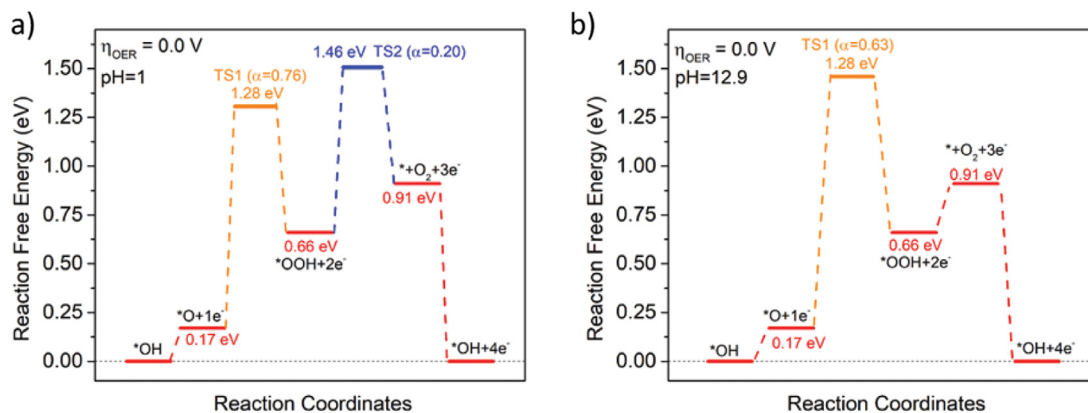 a)
η_OER = 0.0 V
pH=1
Reaction Free Energy (eV)
1.50
1.25
1.00
0.75
0.50
0.25
0.00
TS1 (α=0.76)
1.28 eV
1.46 eV TS2 (α=0.20)
*+O₂+3e⁻
0.91 eV
0.66 eV
*OOH+2e⁻
*O+1e⁻
0.17 eV
*OH
*OH+4e⁻
Reaction Coordinates
b)
η_OER = 0.0 V
pH=12.9
Reaction Free Energy (eV)
1.50
1.25
1.00
0.75
0.50
0.25
0.00
TS1 (α=0.63)
1.28 eV
*+O₂+3e⁻
0.91 eV
0.66 eV
*OOH+2e⁻
*O+1e⁻
0.17 eV
*OH
*OH+4e⁻
Reaction Coordinates